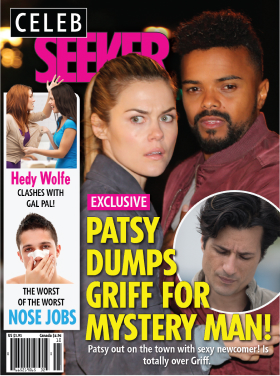 CELEB
SEEKER
Hedy Wolfe
CLASHES WITH
GAL PAL!
THE WORST
OF THE WORST
NOSE JOBS
EXCLUSIVE
PATSY
DUMPS
GRIFF FOR
MYSTERY MAN!
Patsy out on the town with sexy newcomer! Is
totally over Griff.